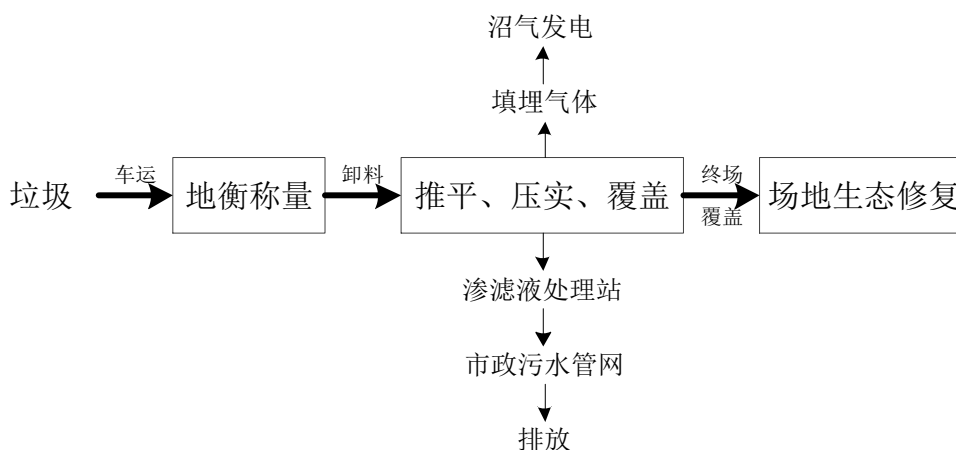 沼气发电
填埋气体
垃圾
车运
地衡称量
卸料
推平、压实、覆盖
终场
覆盖
场地生态修复
渗滤液处理站
市政污水管网
排放